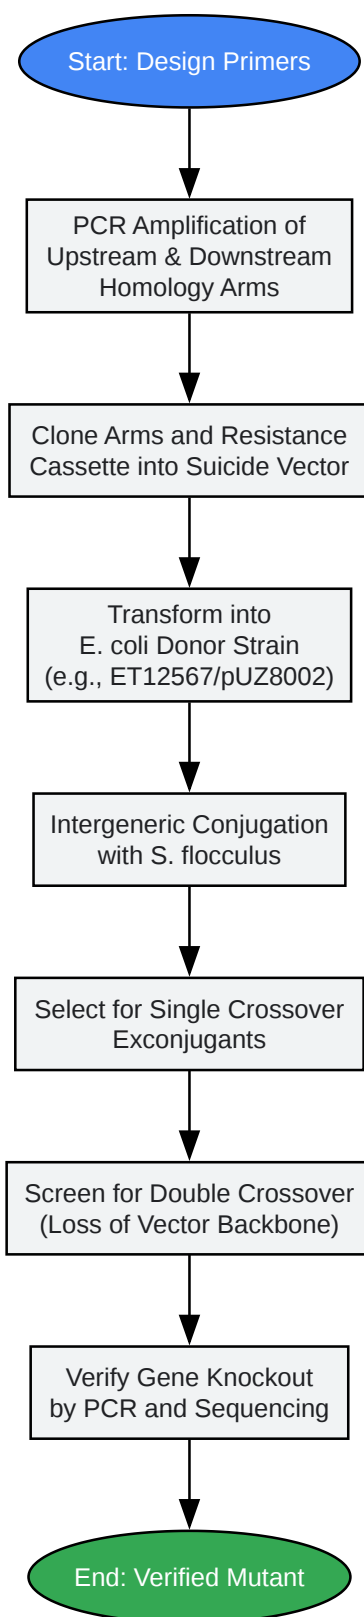 Start: Design Primers
PCR Amplification of
Upstream & Downstream
Homology Arms
Clone Arms and Resistance
Cassette into Suicide Vector
Transform into
E. coli Donor Strain
(e.g., ET12567/pUZ8002)
Intergeneric Conjugation
with S. flocculus
Select for Single Crossover
Exconjugants
Screen for Double Crossover
(Loss of Vector Backbone)
Verify Gene Knockout
by PCR and Sequencing
End: Verified Mutant